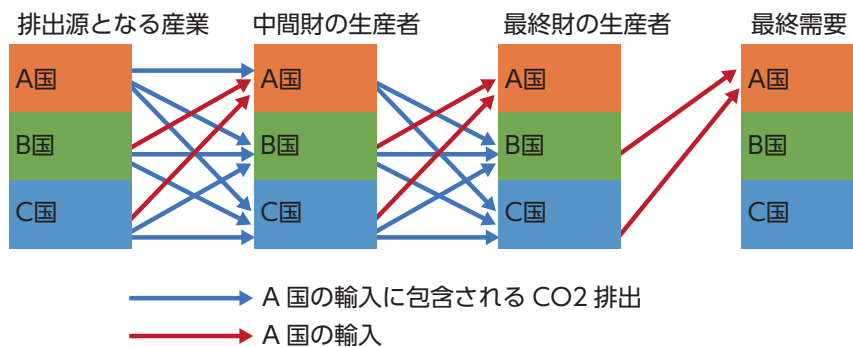 排出源となる産業 中間財の生産者 最終財の生産者 最終需要
A国 A国 A国 A国
B国 B国 B国 B国
C国 C国 C国 C国
A 国の輸入に包含される CO2 排出
A 国の輸入